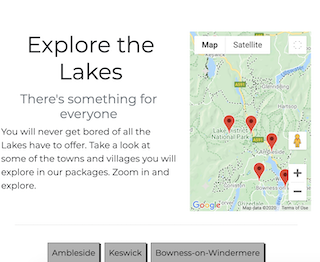 Explore the
Lakes
There's something for
everyone
You will never get bored of all the
Lakes have to offer. Take a look at
some of the towns and villages you will
explore in our packages. Zoom in and
explore.
Map Satellite
A591
Lake District
National Park
Ambleside
Google
Map data ©2020 Terms of Use
Ambleside Keswick Bowness-on-Windermere